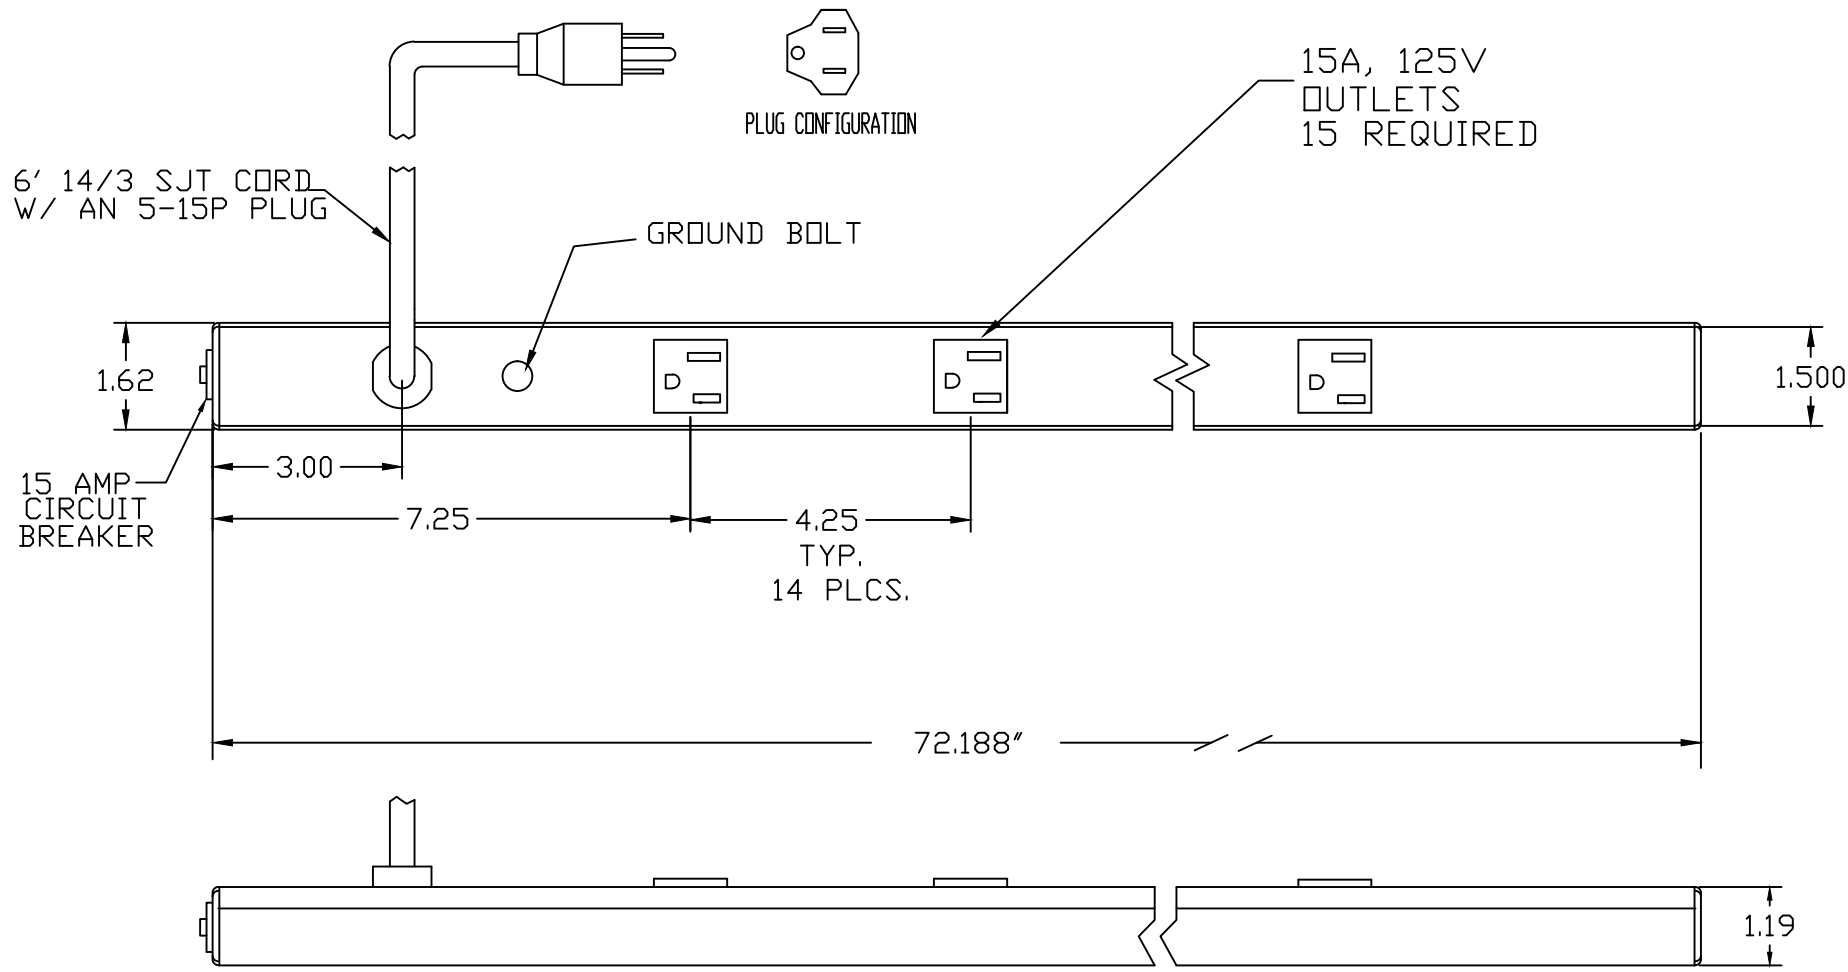 PLUG CONFIGURATION
15A, 125V
OUTLETS
15 REQUIRED
6' 14/3 SJT CORD
W/ AN 5-15P PLUG
GROUND BOLT
1.62
1.500
3.00
15 AMP
CIRCUIT
BREAKER
7.25
4.25
TYP.
14 PLCS.
72.188"
1.19